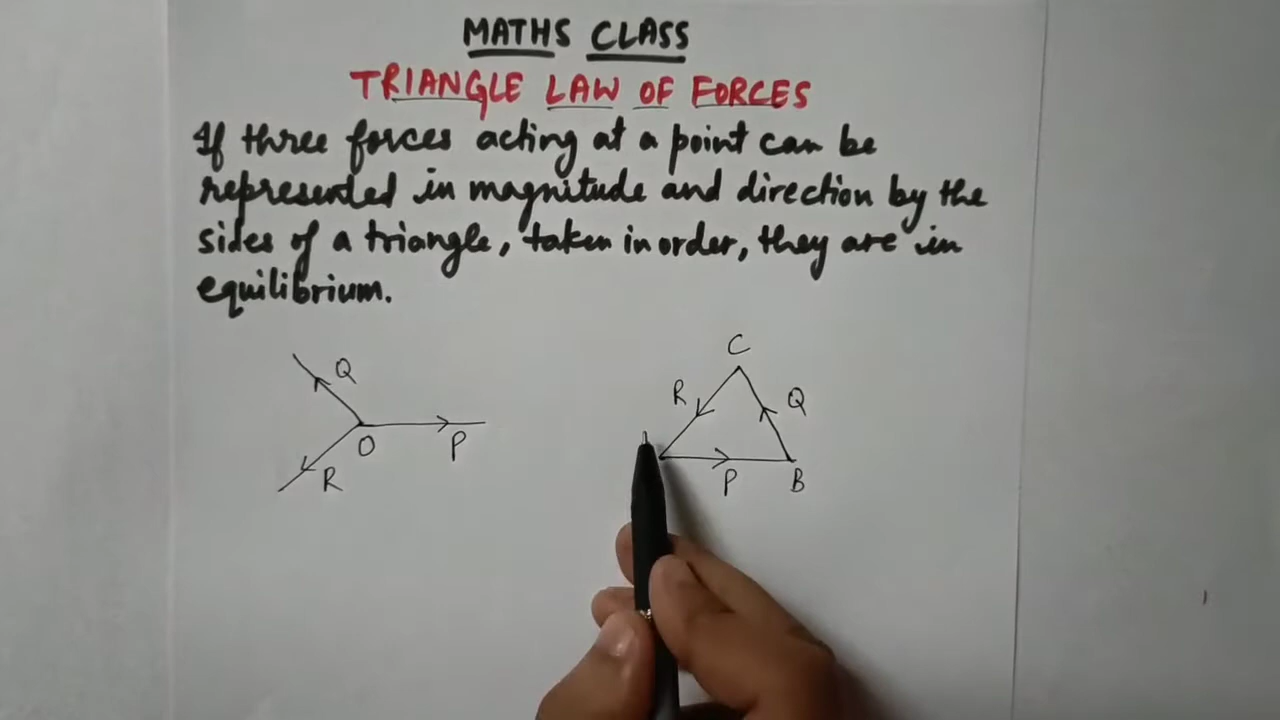 MATHS CLASS
TRIANGLE LAW OF FORCES
If three forces acting at a point can be
represented in magnitude and direction by the
sides of a triangle, taken in order, they are in
equilibrium.
Q
O
P
R
C
R
Q
P
B